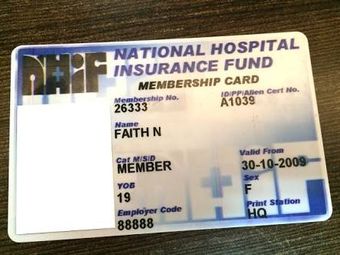 NHiF NATIONAL HOSPITAL
INSURANCE FUND
MEMBERSHIP CARD
Membership No. ID/PP/Alien Cert No.
26333 A1039
Name
FAITH N
Cat M/S/D Valid From
MEMBER 30-10-2009
YOB Sex
19 F
Employer Code Print Station
88888 HQ